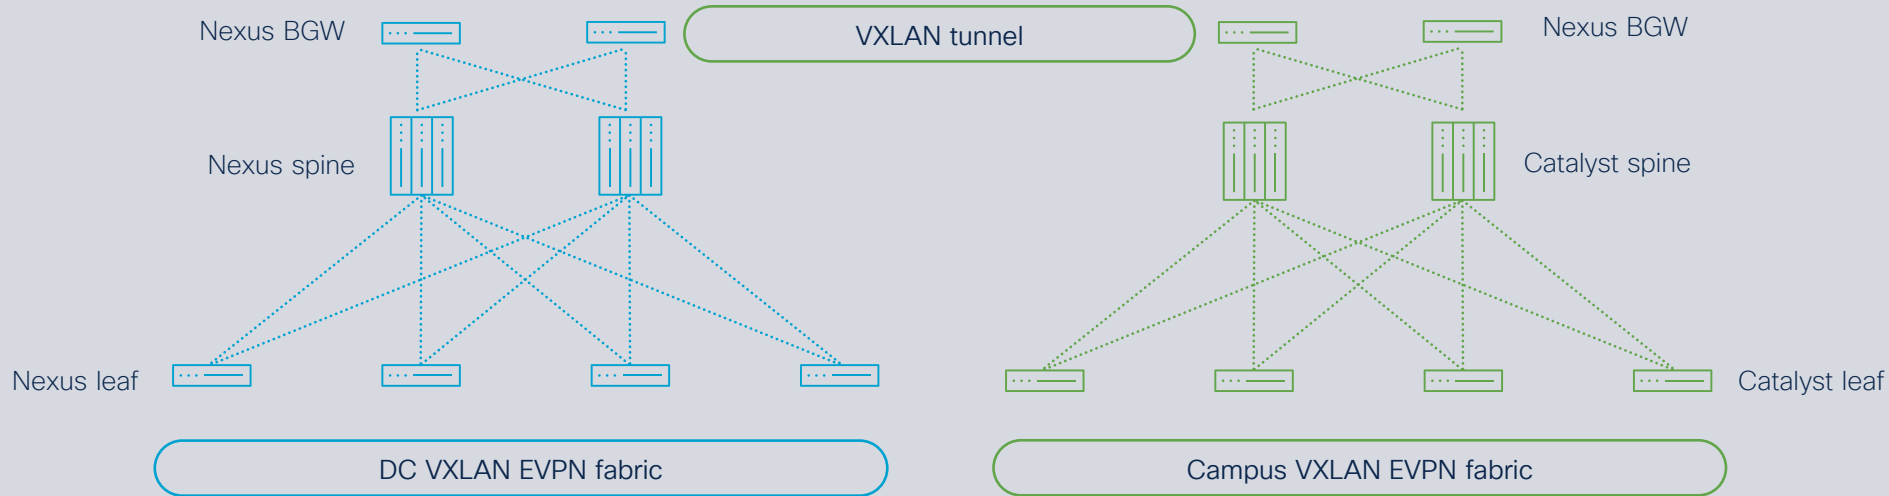 Nexus BGW
VXLAN tunnel
Nexus BGW
Nexus spine
Catalyst spine
Nexus leaf
Catalyst leaf
DC VXLAN EVPN fabric
Campus VXLAN EVPN fabric